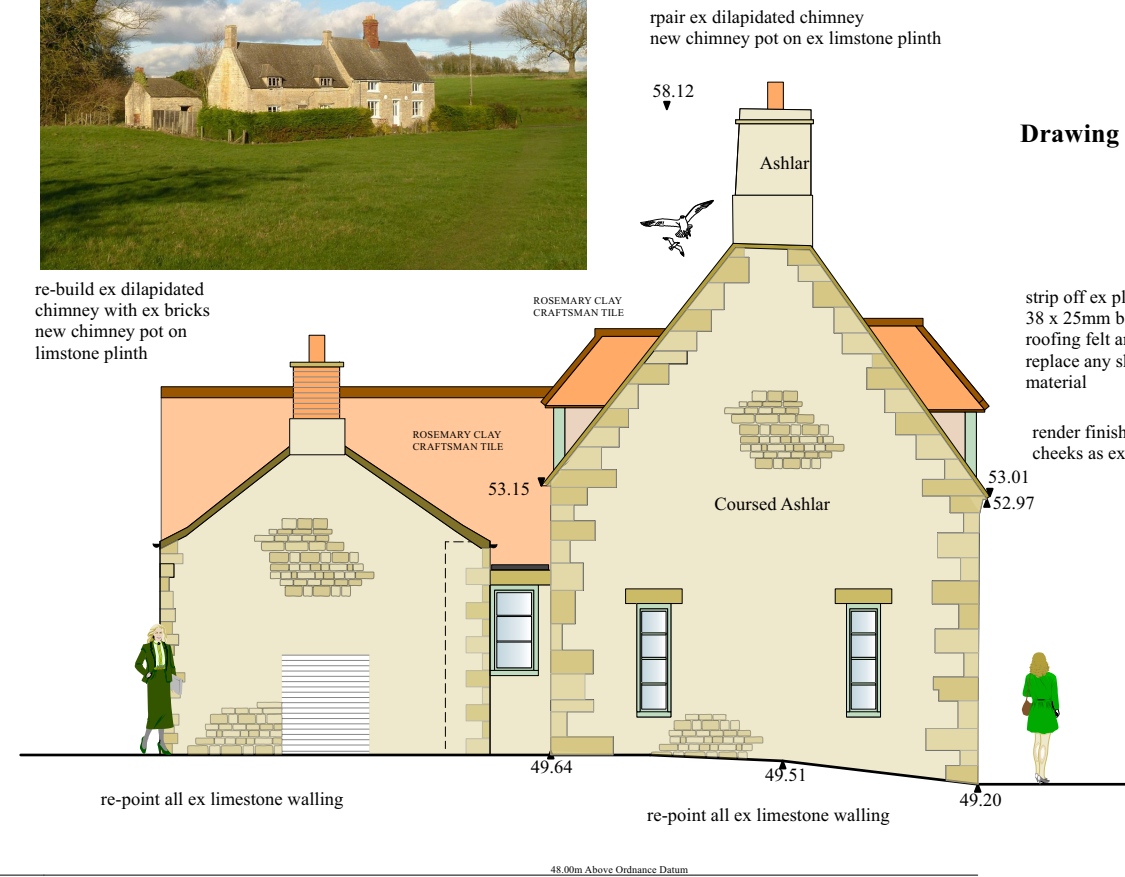 rpair ex dilapidated chimney
new chimney pot on ex limstone plinth
58.12
Drawing
Ashlar
re-build ex dilapidated
chimney with ex bricks
new chimney pot on
limstone plinth
ROSEMARY CLAY
CRAFTSMAN TILE
strip off ex
38 x 25mm
roofing felt
replace any
material
ROSEMARY CLAY
CRAFTSMAN TILE
render finish
cheeks as ex
53.15
53.01
52.97
Coursed Ashlar
49.64
49.51
49.20
re-point all ex limestone walling
re-point all ex limestone walling
48.00m Above Ordnance Datum